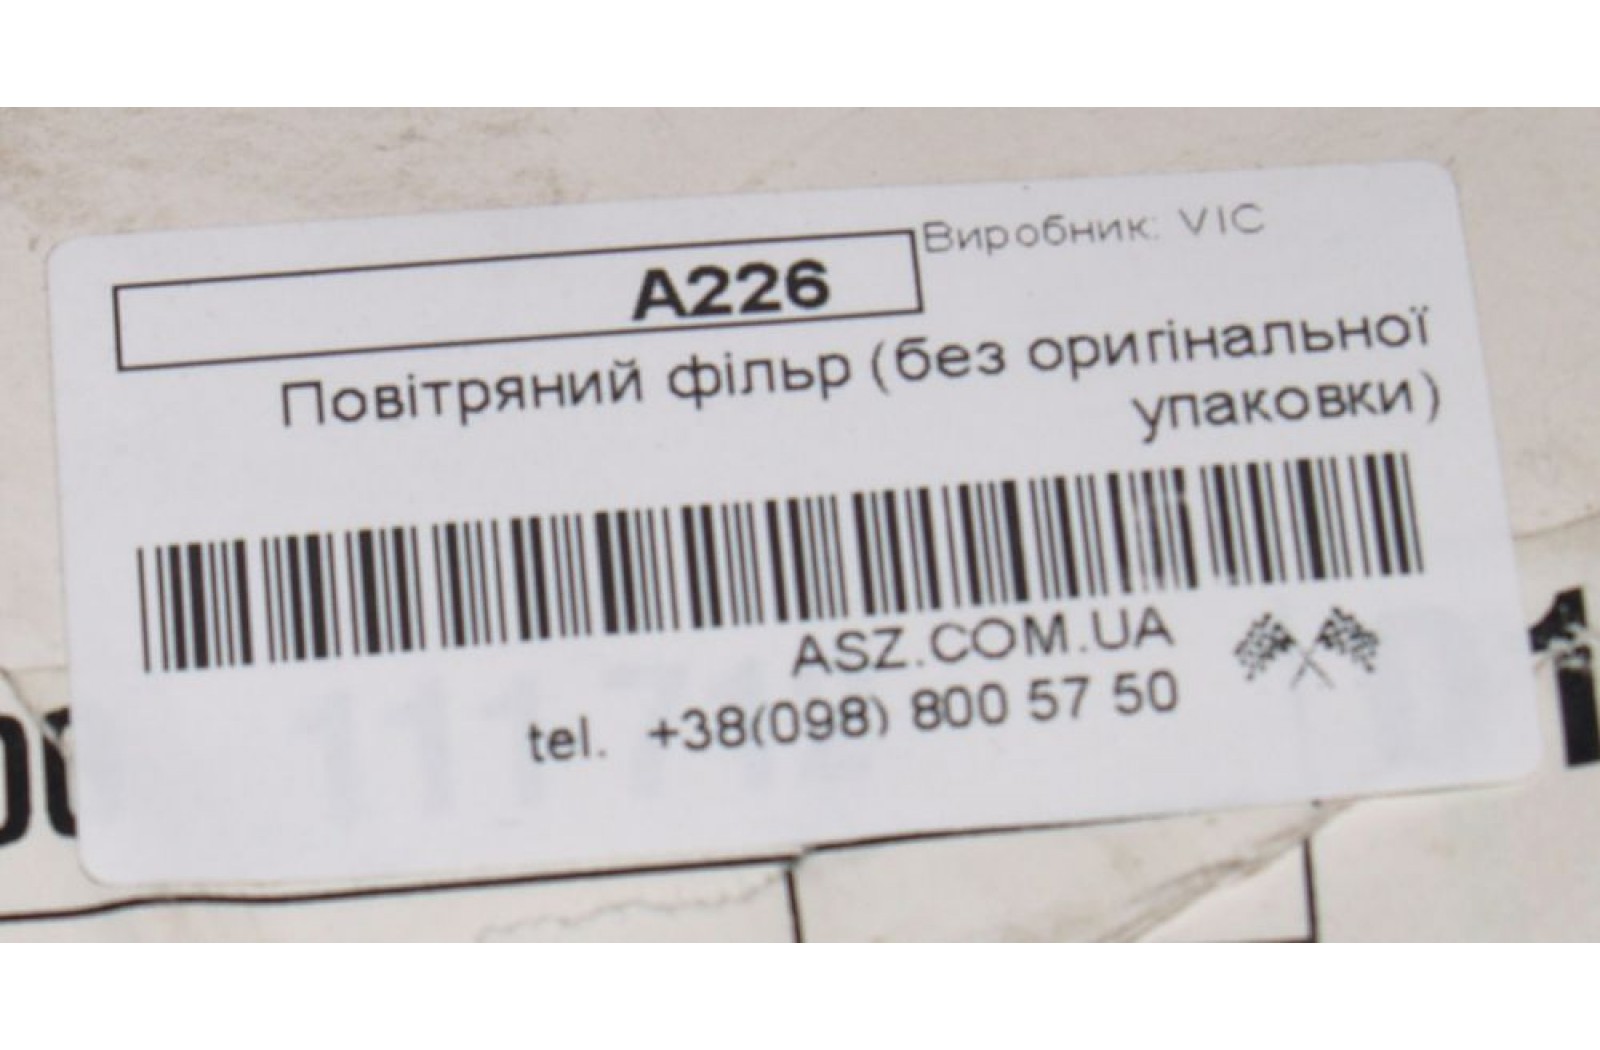 A226
Виробник: VIC
Повітряний фільр (без оригінальної
упаковки)
ASZ.COM.UA
tel. +38(098) 800 57 50